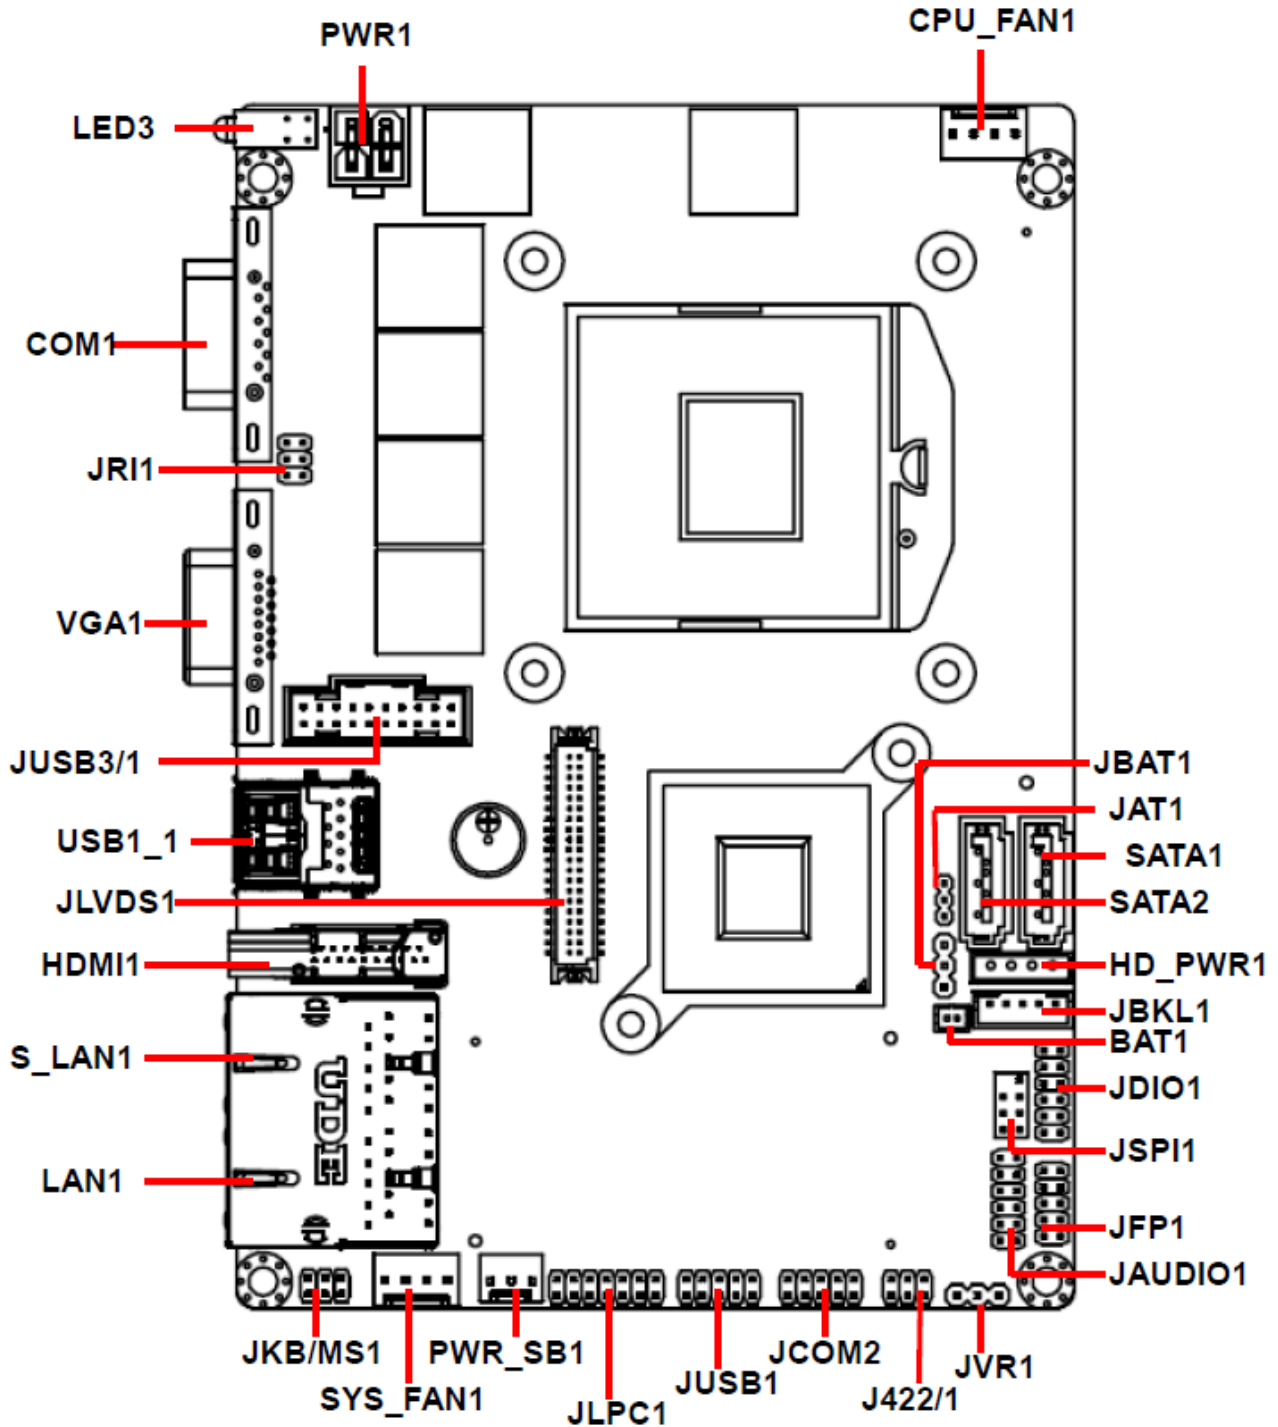 PWR1
CPU_FAN1
LED3
COM1
JRI1
VGA1
JUSB3/1
USB1_1
JLVDS1
HDMI1
S_LAN1
LAN1
UDE
JBAT1
JAT1
SATA1
SATA2
HD_PWR1
JBKL1
BAT1
JDIO1
JSPI1
JFP1
JAUDIO1
JKB/MS1
SYS_FAN1
PWR_SB1
JLPC1
JUSB1
JCOM2
J422/1
JVR1